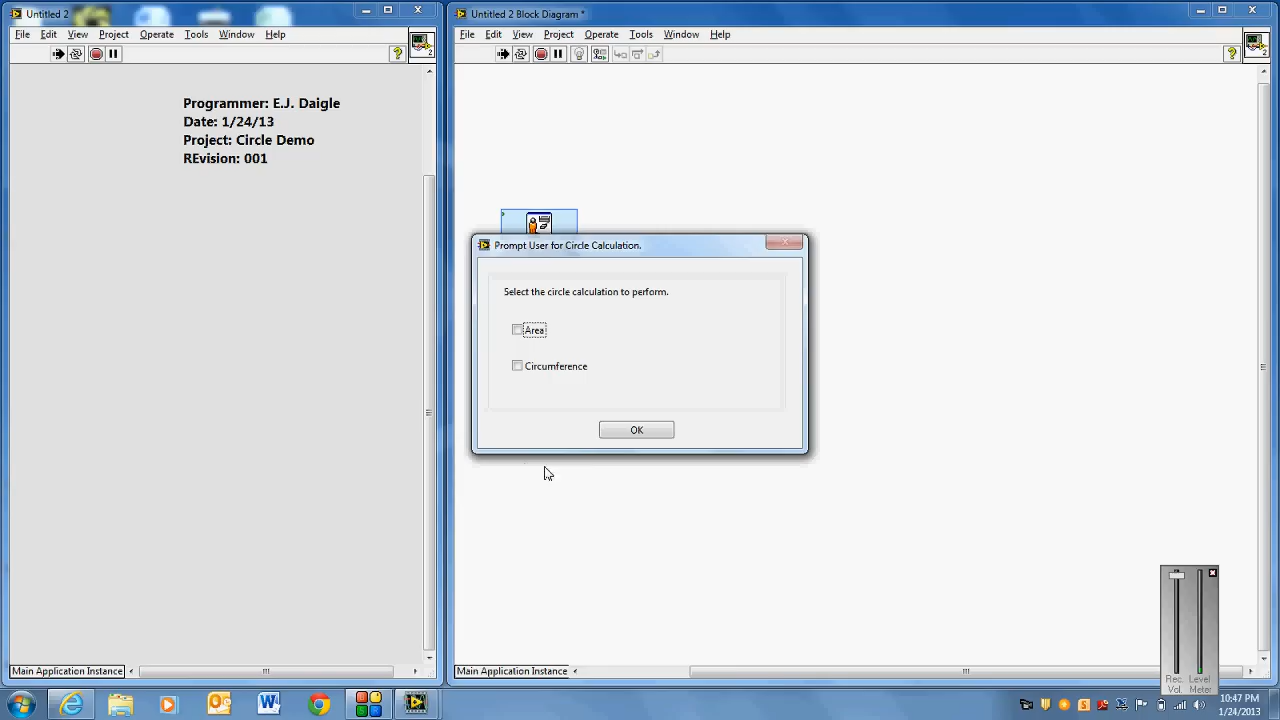 Untitled 2
File Edit View Project Operate Tools Window Help
2
?
Programmer: E.J. Daigle
Date: 1/24/13
Project: Circle Demo
REvision: 001
Main Application Instance
Untitled 2 Block Diagram *
File Edit View Project Operate Tools Window Help
2
?
Prompt User for Circle Calculation.
Select the circle calculation to perform.
Area
Circumference
OK
Main Application Instance
Rec. Level
Vol. Meter
10:47 PM
1/24/2013